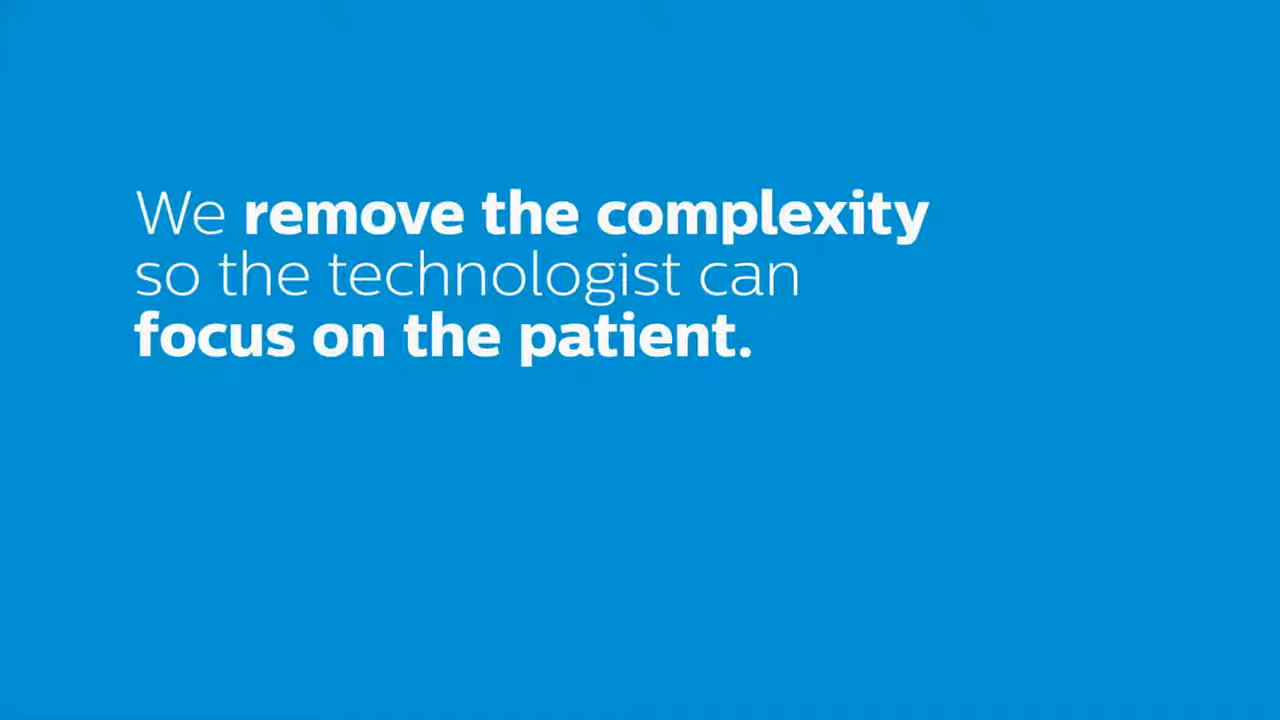 We remove the complexity
so the technologist can
focus on the patient.